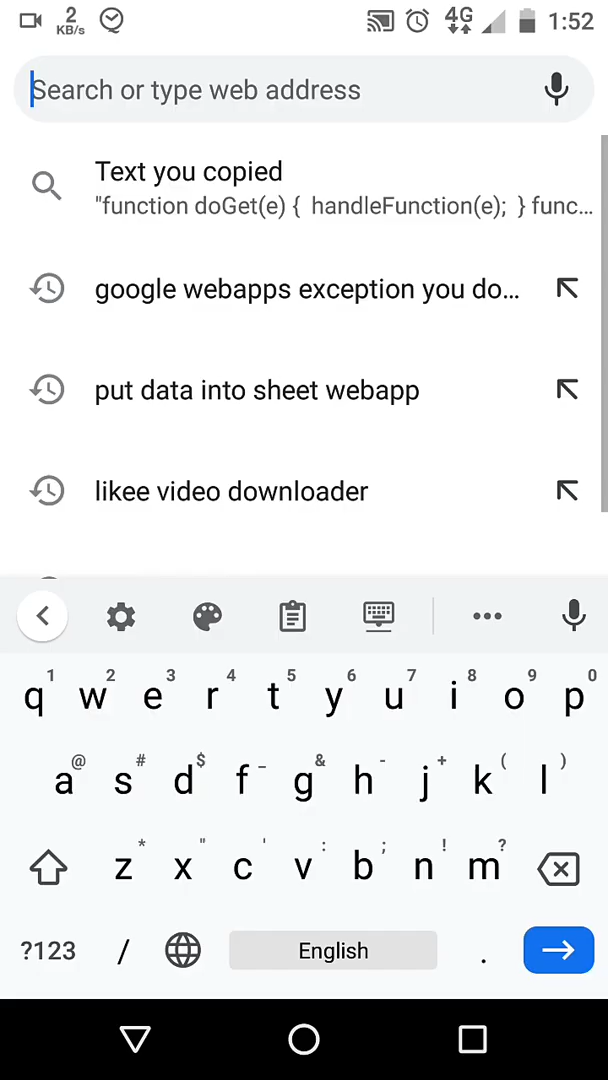 2 KB/s 4G 1:52
Search or type web address
Text you copied
"function doGet(e) { handleFunction(e); } func...
google webapps exception you do...
put data into sheet webapp
likee video downloader
1 2 3 4 5 6 7 8 9 0
q w e r t y u i o p
@ # $ _ & - + ( )
a s d f g h j k l
* " ' : ; ! ?
z x c v b n m
?123 / English .